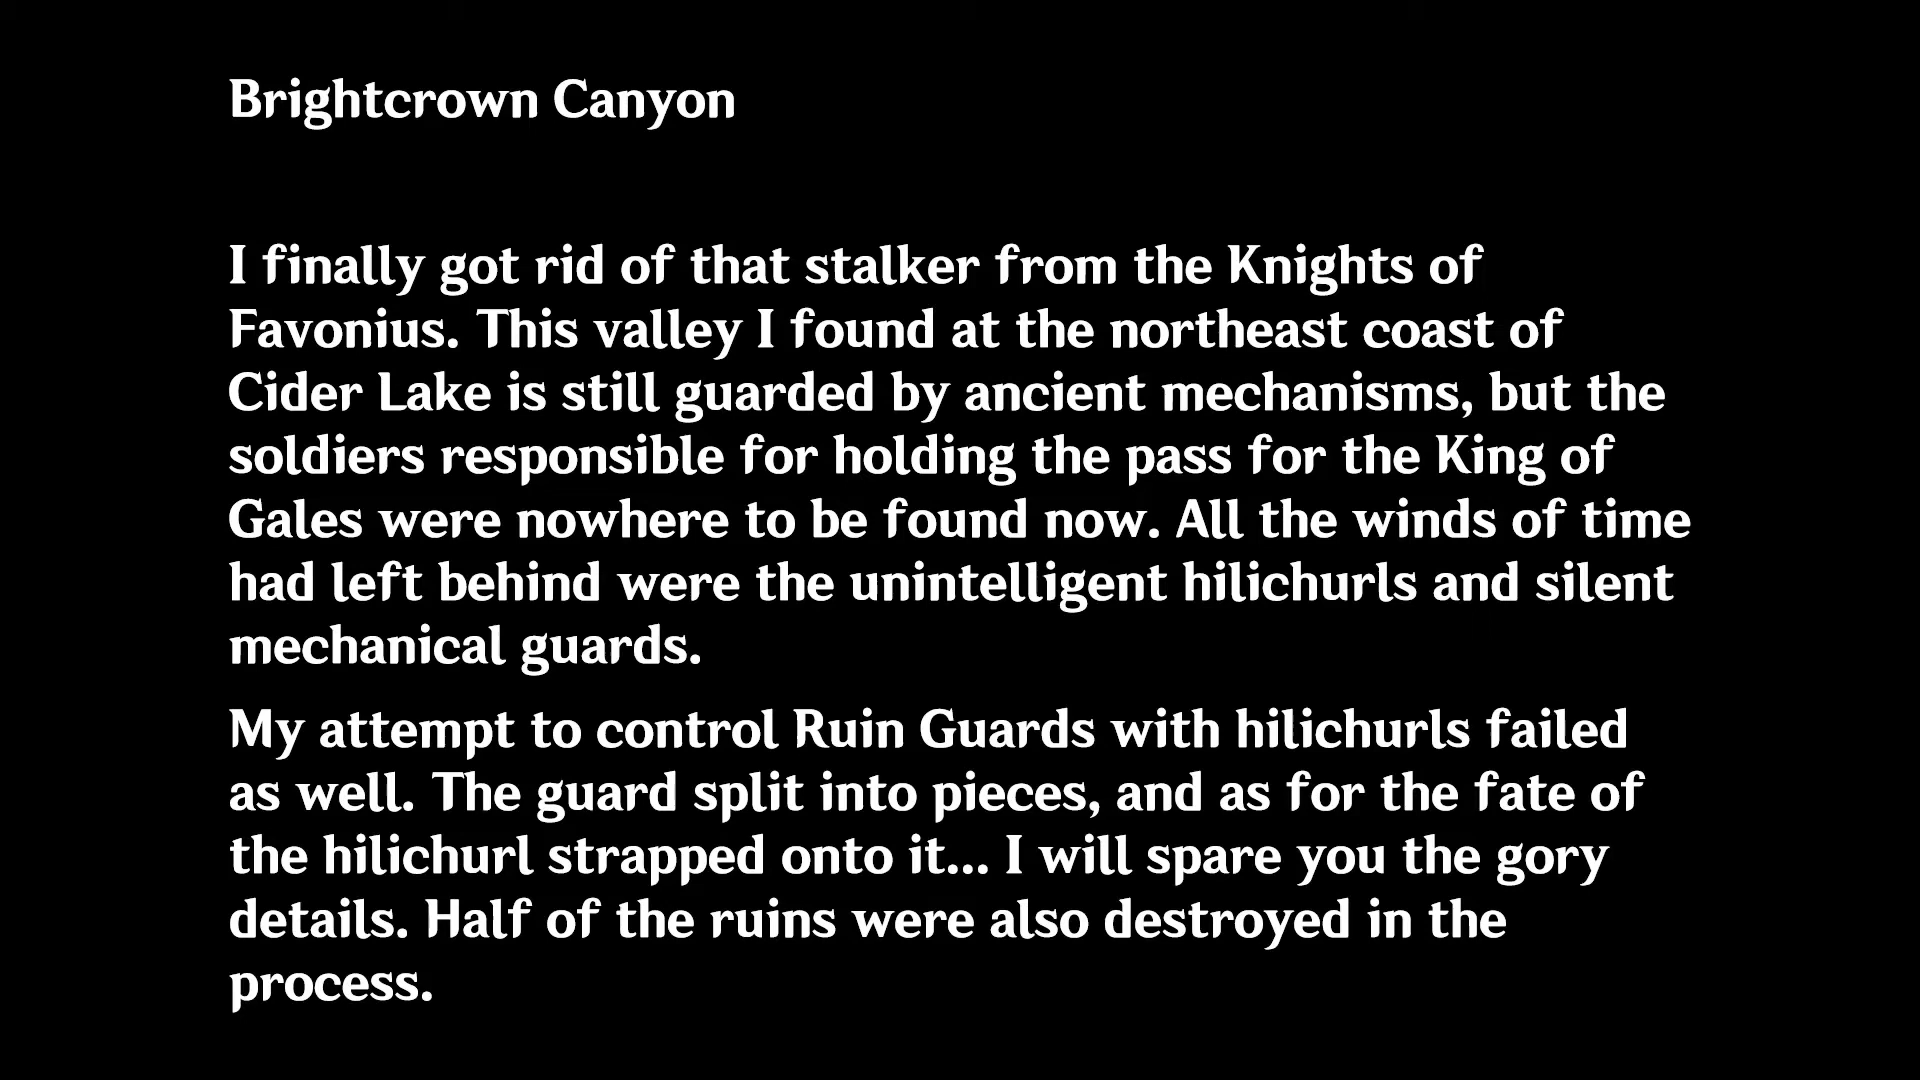 Brightcrown Canyon
I finally got rid of that stalker from the Knights of
Favonius. This valley I found at the northeast coast of
Cider Lake is still guarded by ancient mechanisms, but the
soldiers responsible for holding the pass for the King of
Gales were nowhere to be found now. All the winds of time
had left behind were the unintelligent hilichurls and silent
mechanical guards.
My attempt to control Ruin Guards with hilichurls failed
as well. The guard split into pieces, and as for the fate of
the hilichurl strapped onto it... I will spare you the gory
details. Half of the ruins were also destroyed in the
process.